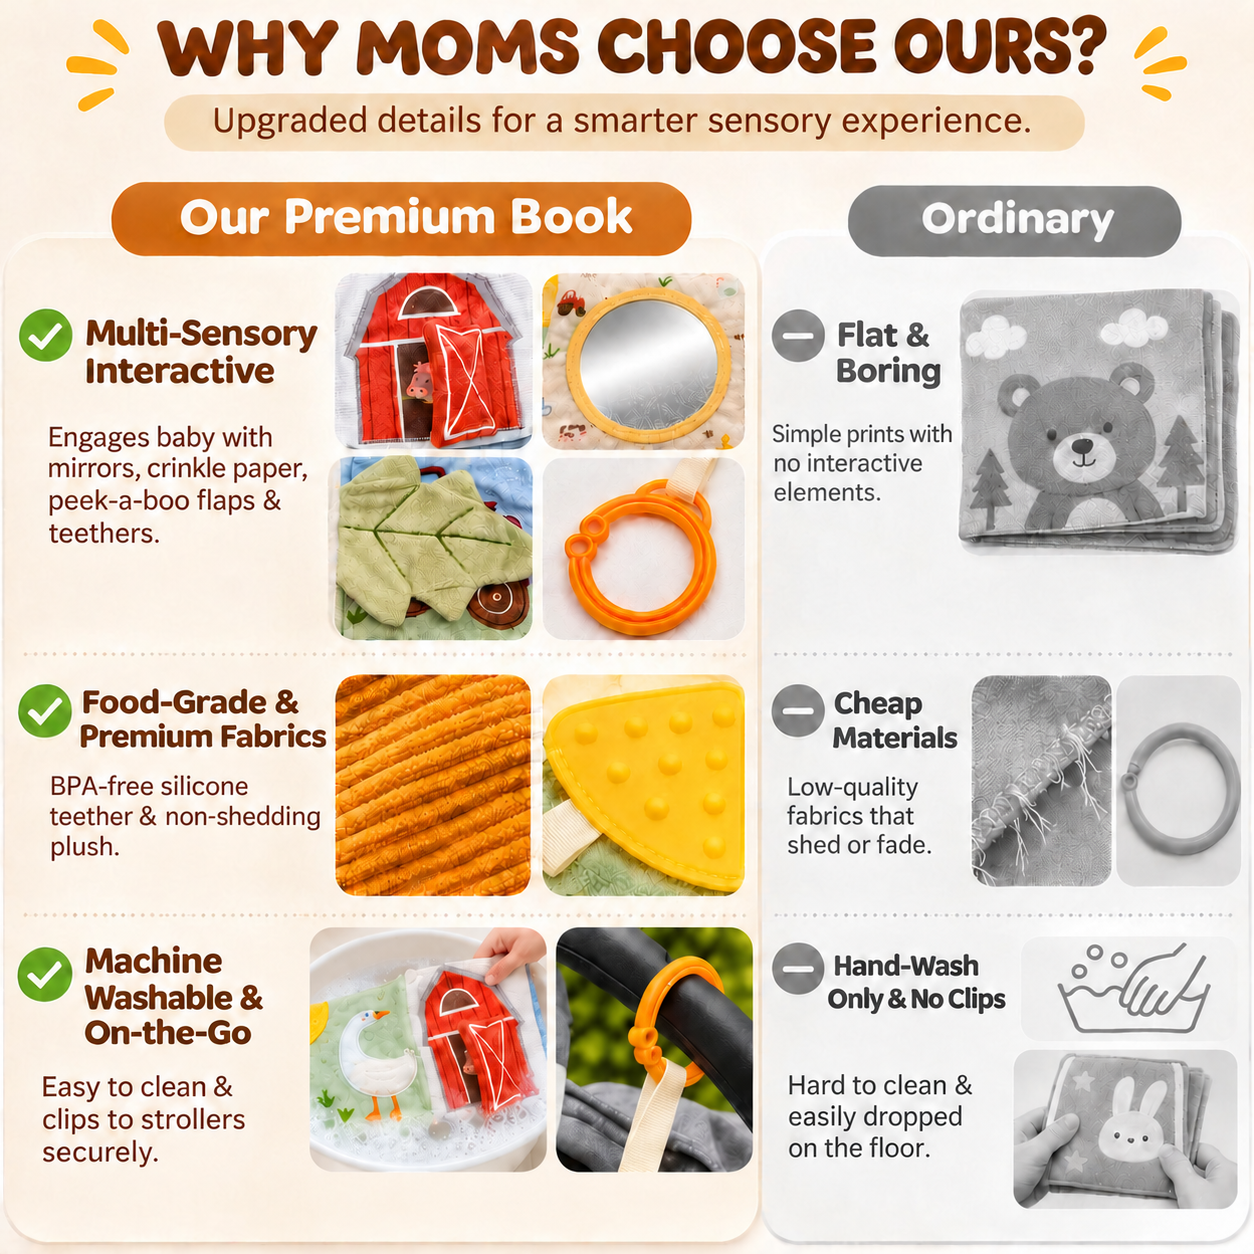 WHY MOMS CHOOSE OURS?
Upgraded details for a smarter sensory experience.
Our Premium Book
Multi-Sensory
Interactive
Engages baby with
mirrors, crinkle paper,
peek-a-boo flaps &
teethers.
Food-Grade &
Premium Fabrics
BPA-free silicone
teether & non-shedding
plush.
Machine
Washable &
On-the-Go
Easy to clean &
clips to strollers
securely.
Ordinary
Flat &
Boring
Simple prints with
no interactive
elements.
Cheap
Materials
Low-quality
fabrics that
shed or fade.
Hand-Wash
Only & No Clips
Hard to clean &
easily dropped
on the floor.